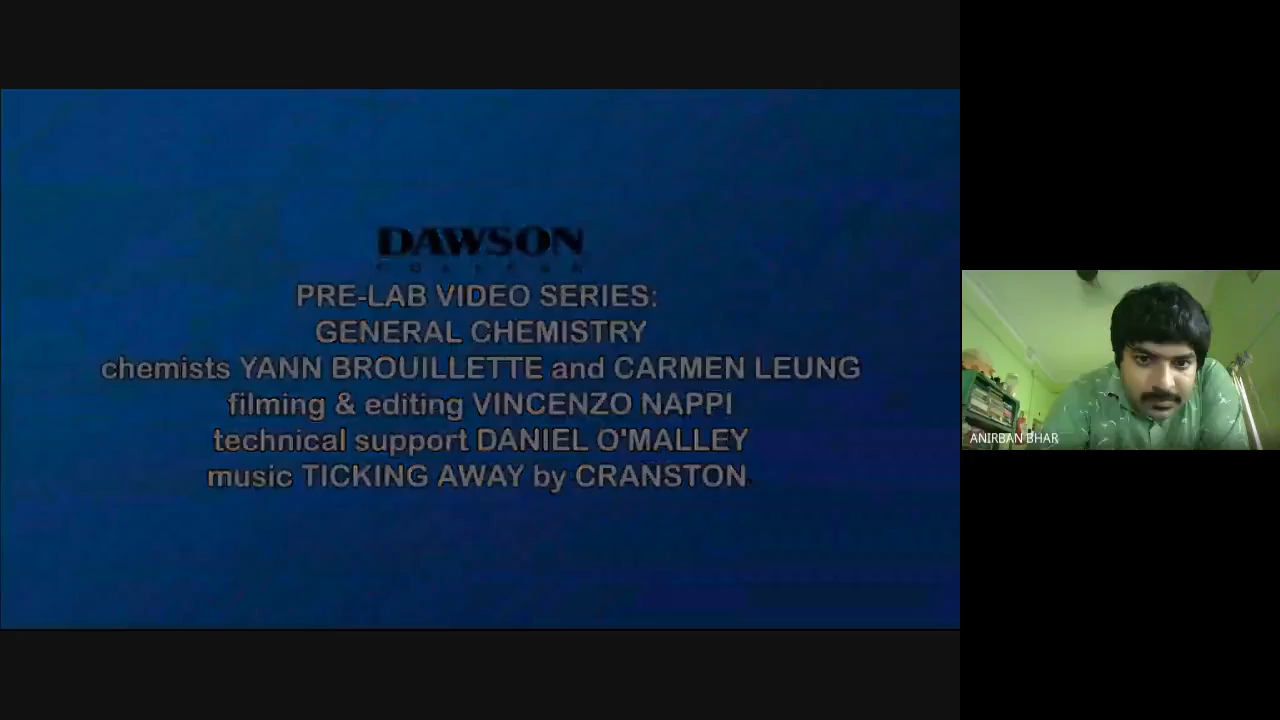 DAWSON
COLLEGE
PRE-LAB VIDEO SERIES:
GENERAL CHEMISTRY
chemists YANN BROUILLETTE and CARMEN LEUNG
filming & editing VINCENZO NAPPI
technical support DANIEL O'MALLEY
music TICKING AWAY by CRANSTON
ANIRBAN BHAR